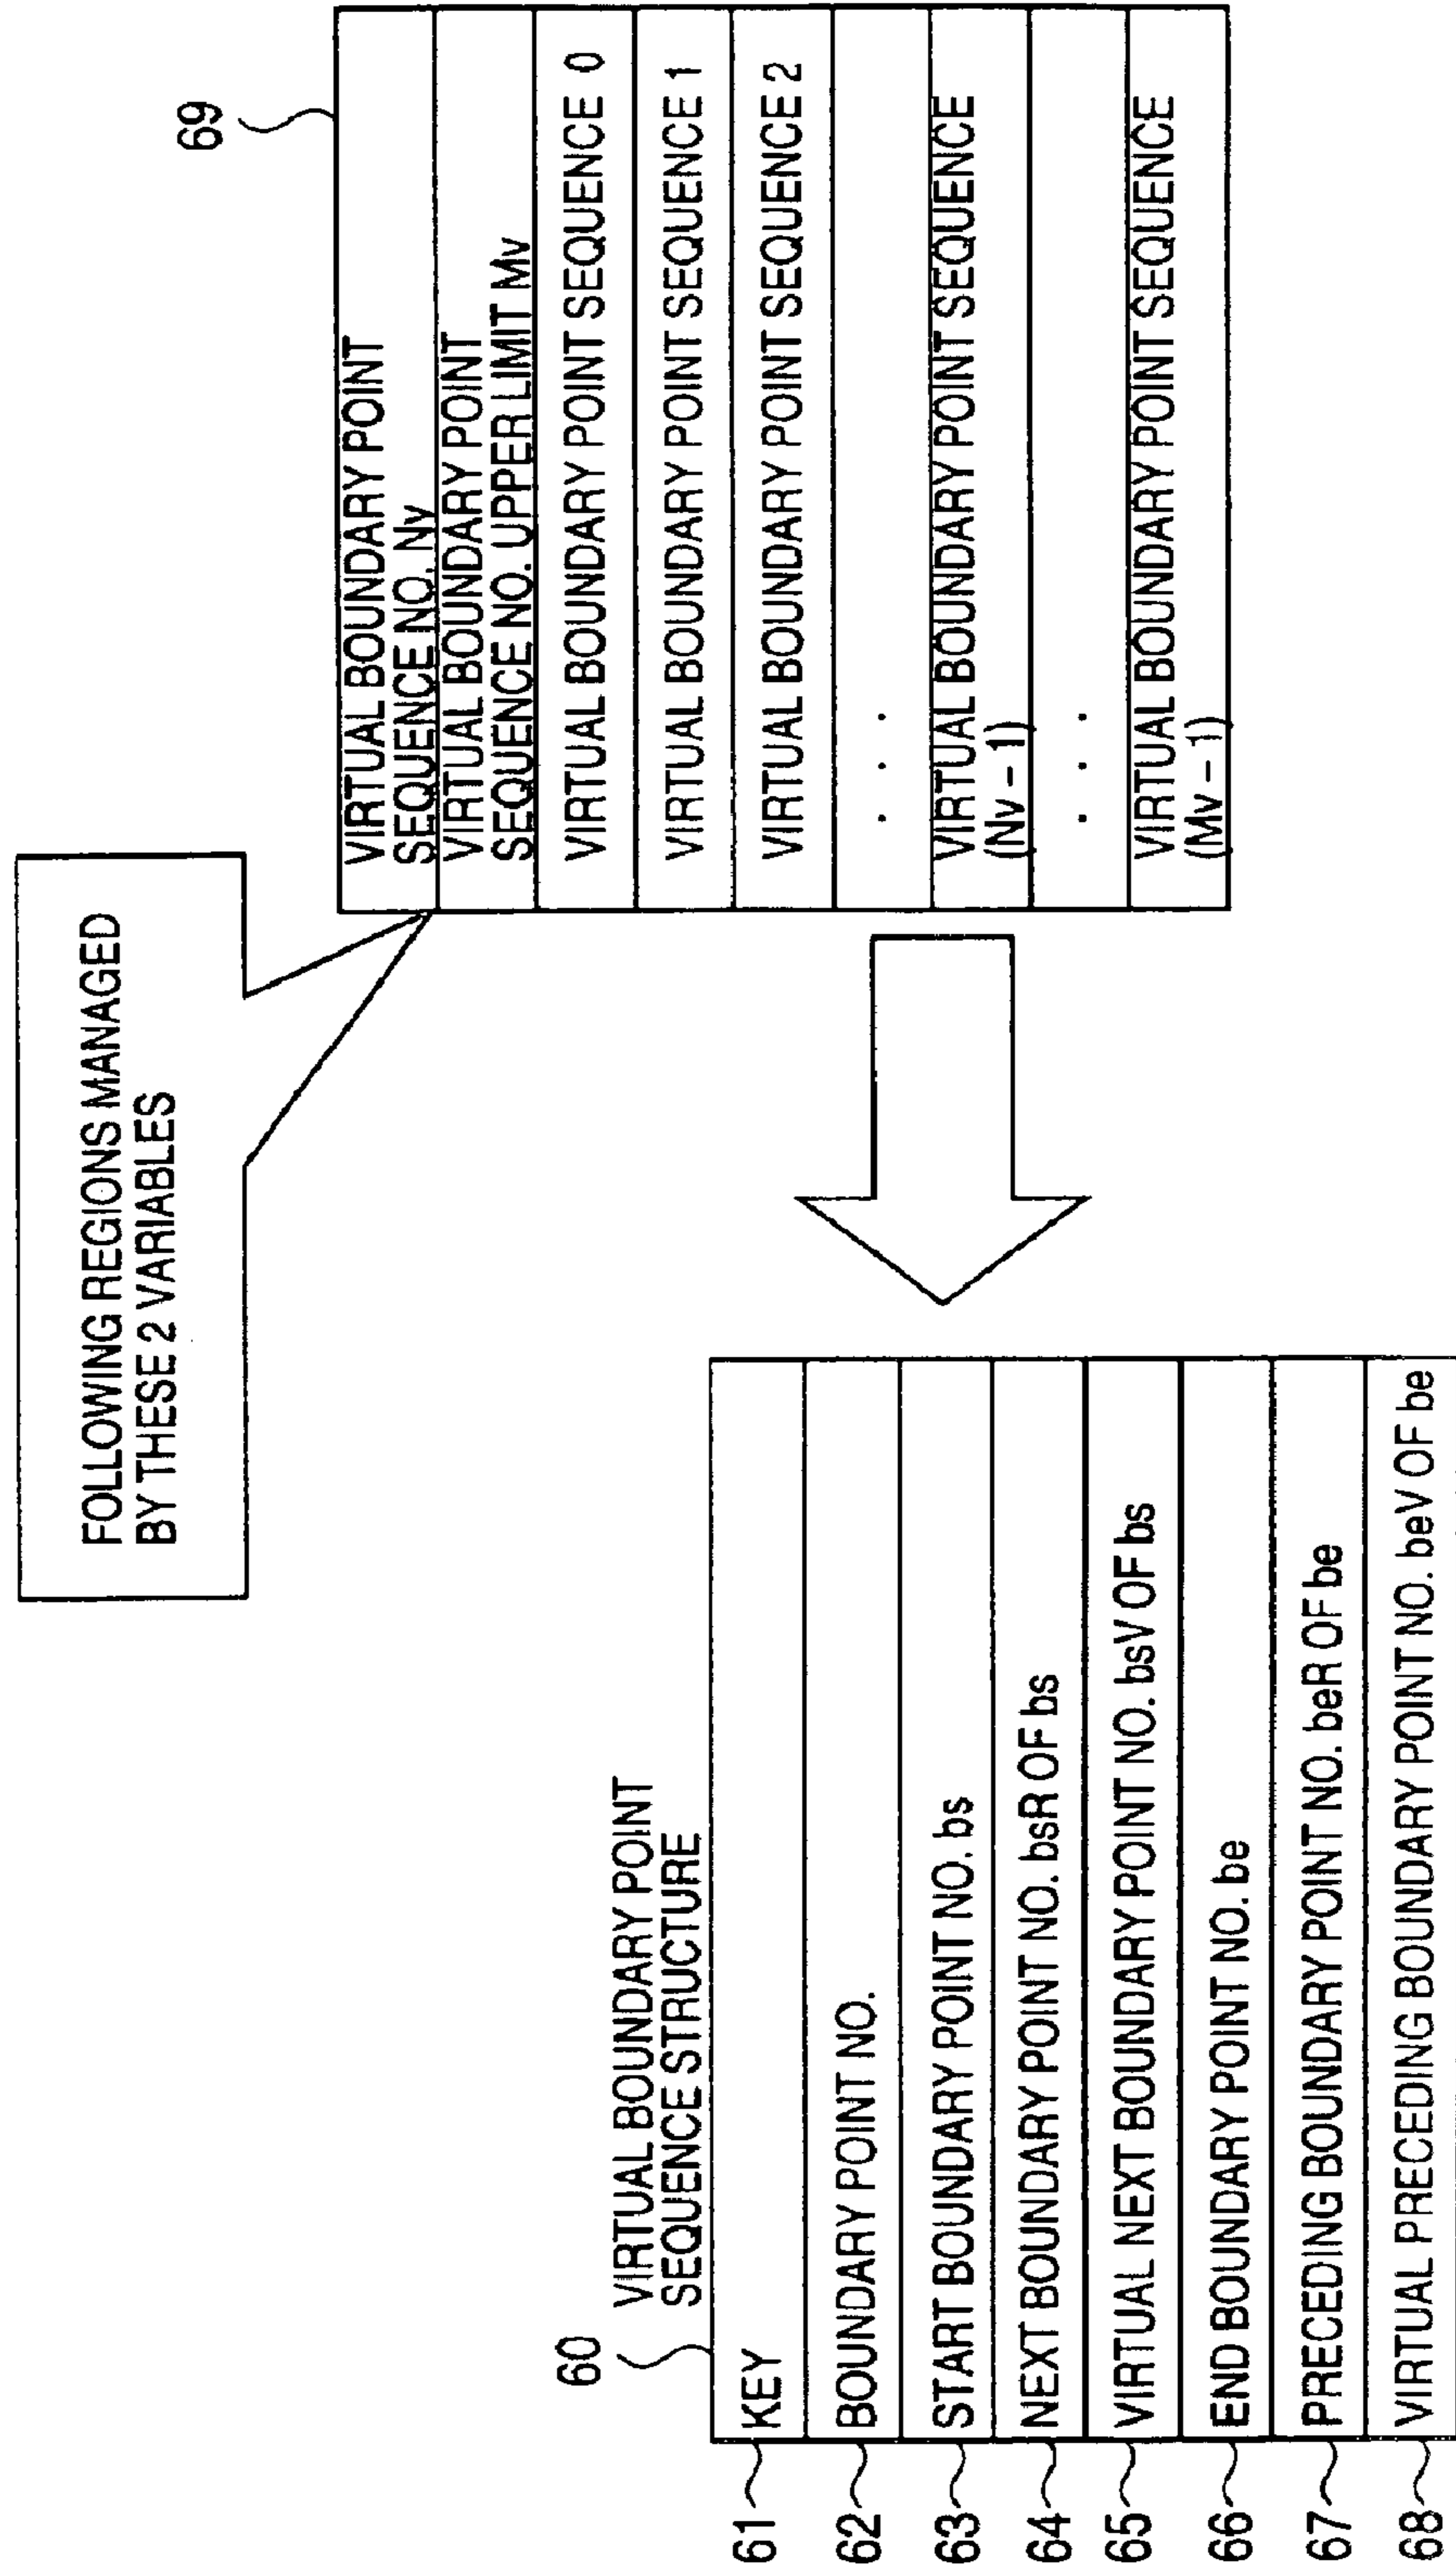 FOLLOWING REGIONS MANAGED
BY THESE 2 VARIABLES
VIRTUAL BOUNDARY POINT
SEQUENCE STRUCTURE
60
61 KEY
62 BOUNDARY POINT NO.
63 START BOUNDARY POINT NO. bs
64 NEXT BOUNDARY POINT NO. bsR OF bs
65 VIRTUAL NEXT BOUNDARY POINT NO. bsV OF bs
66 END BOUNDARY POINT NO. be
67 PRECEDING BOUNDARY POINT NO. beR OF be
68 VIRTUAL PRECEDING BOUNDARY POINT NO. beV OF be
69
VIRTUAL BOUNDARY POINT
SEQUENCE NO. Nv
VIRTUAL BOUNDARY POINT
SEQUENCE NO. UPPER LIMIT Mv
VIRTUAL BOUNDARY POINT SEQUENCE 0
VIRTUAL BOUNDARY POINT SEQUENCE 1
VIRTUAL BOUNDARY POINT SEQUENCE 2
. . .
VIRTUAL BOUNDARY POINT SEQUENCE
(Nv – 1)
. . .
VIRTUAL BOUNDARY POINT SEQUENCE
(Mv – 1)